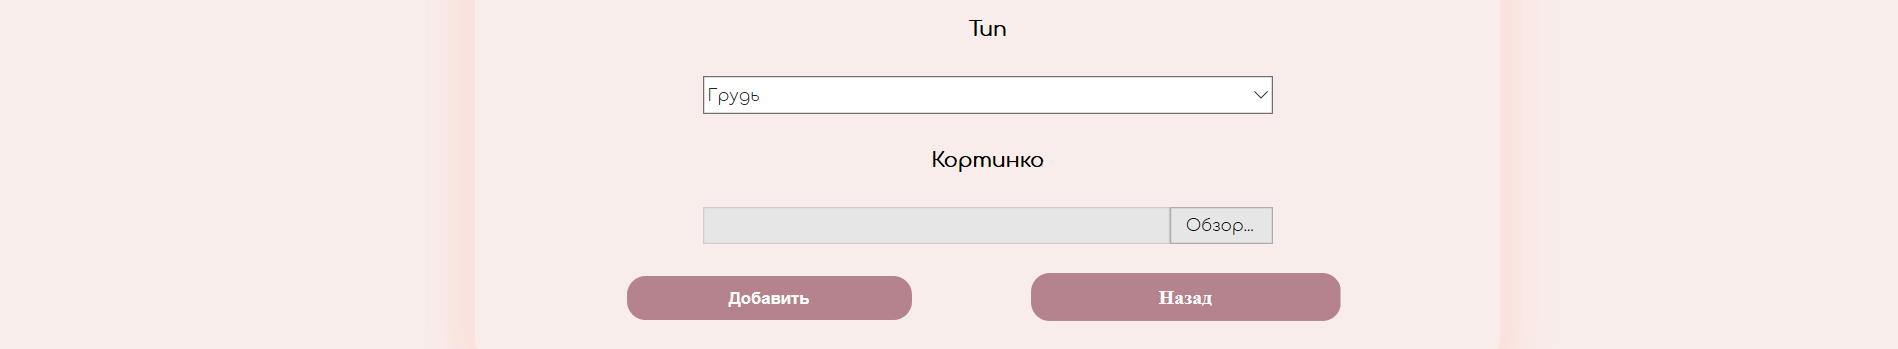 Тип
Грудь
Кортинко
Обзор...
Добавить
Назад